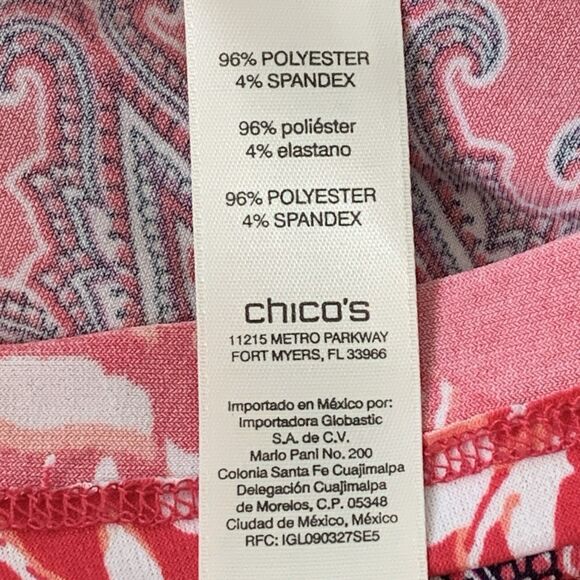 96% POLYESTER
4% SPANDEX
96% poliéster
4% elastano
96% POLYESTER
4% SPANDEX
chico's
11215 METRO PARKWAY
FORT MYERS, FL 33966
Importado en México por:
Importadora Globastic
S.A. de C.V.
Mario Pani No. 200
Colonia Santa Fe Cuajimalpa
Delegación Cuajimalpa
de Morelos, C.P. 05348
Ciudad de México, México
RFC: IGL090327SE5